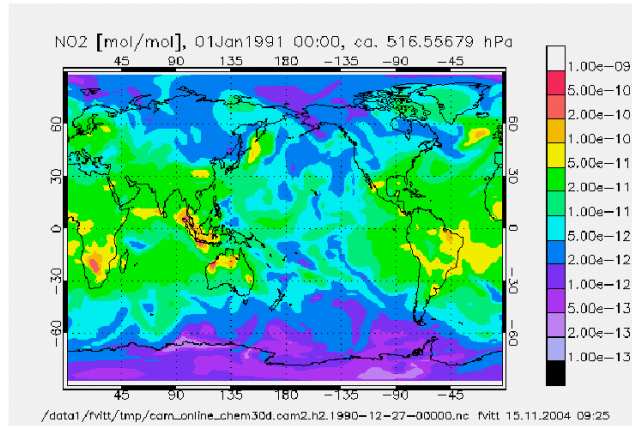 NO2 [mol/mol], 01Jan1991 00:00, ca. 516.55679 hPa
45 90 135 180 −135 −90 −45
60 60
30 30
0 0
−30 −30
−60 −60
45 90 135 180 −135 −90 −45
1.00e−09
5.00e−10
2.00e−10
1.00e−10
5.00e−11
2.00e−11
1.00e−11
5.00e−12
2.00e−12
1.00e−12
5.00e−13
2.00e−13
1.00e−13
/data1/fvitt/tmp/cam_online_chem30d.cam2.h2.1990−12−27−00000.nc fvitt 15.11.2004 09:25